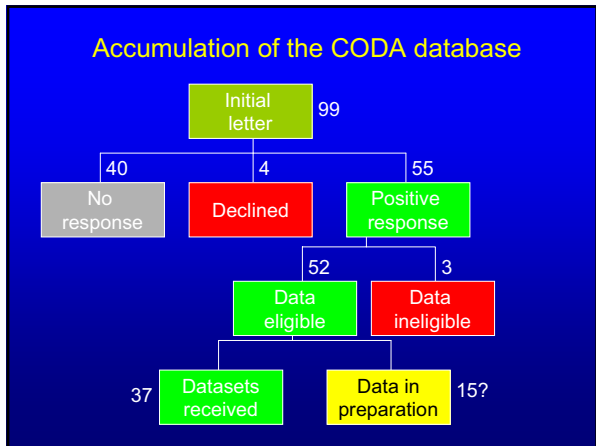 Accumulation of the CODA database
Initial
letter
99
40
4
55
No
response
Declined
Positive
response
52
3
Data
eligible
Data
ineligible
37
Datasets
received
Data in
preparation
15?